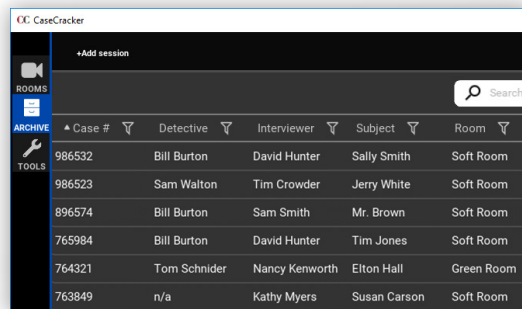 CC CaseCracker
+Add session
ROOMS
Search
ARCHIVE
Case # Detective Interviewer Subject Room
TOOLS
986532 Bill Burton David Hunter Sally Smith Soft Room
986523 Sam Walton Tim Crowder Jerry White Soft Room
896574 Bill Burton Sam Smith Mr. Brown Soft Room
765984 Bill Burton David Hunter Tim Jones Soft Room
764321 Tom Schnider Nancy Kenworth Elton Hall Green Room
763849 n/a Kathy Myers Susan Carson Soft Room